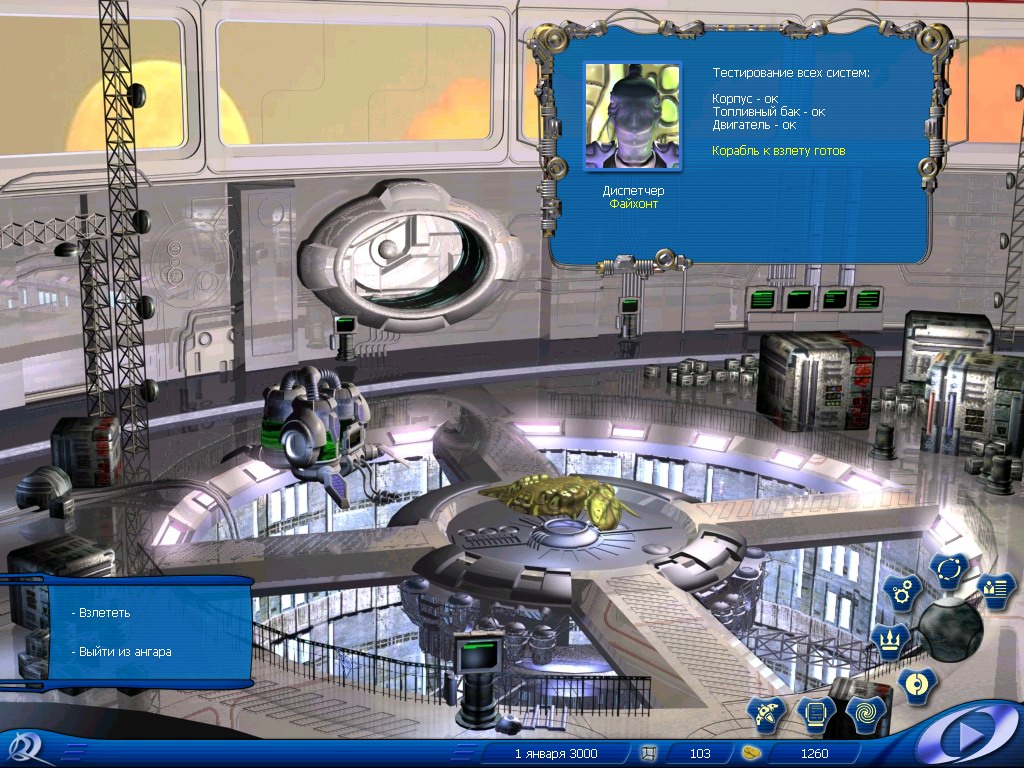 Тестирование всех систем:
Корпус - ок
Топливный бак - ок
Двигатель - ок
Корабль к взлету готов
Диспетчер
Файхонт
- Взлететь
- Выйти из ангара
1 января 3000
103
1260